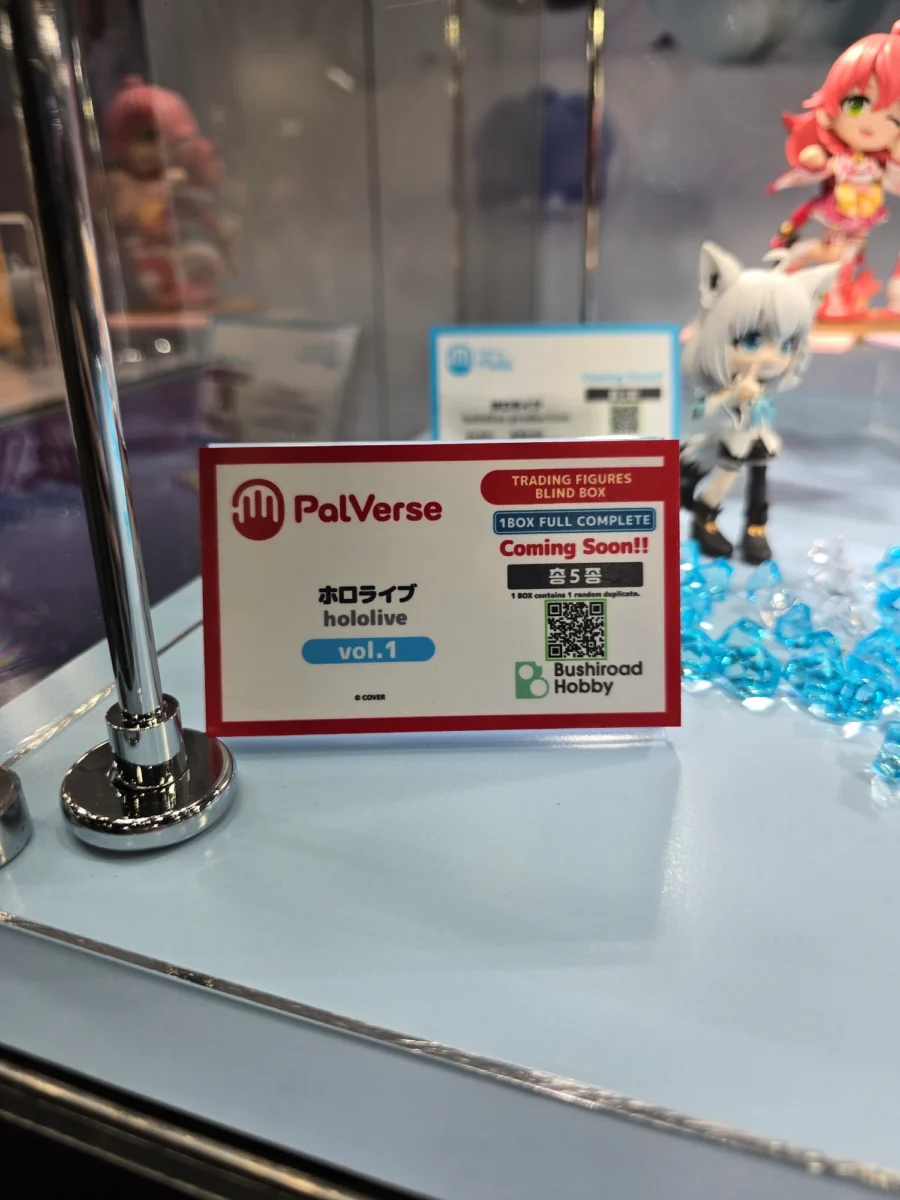 PalVerse
ホロライブ
hololive
vol.1
© COVER
TRADING FIGURES
BLIND BOX
1BOX FULL COMPLETE
Coming Soon!!
총 5 종
1 BOX contains 1 random duplicate.
Bushiroad
Hobby